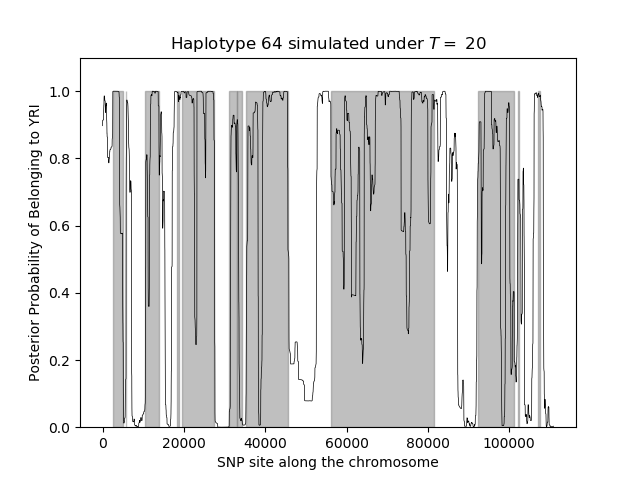 Haplotype 64 simulated under T = 20
Posterior Probability of Belonging to YRI
1.0
0.8
0.6
0.4
0.2
0.0
0 20000 40000 60000 80000 100000
SNP site along the chromosome